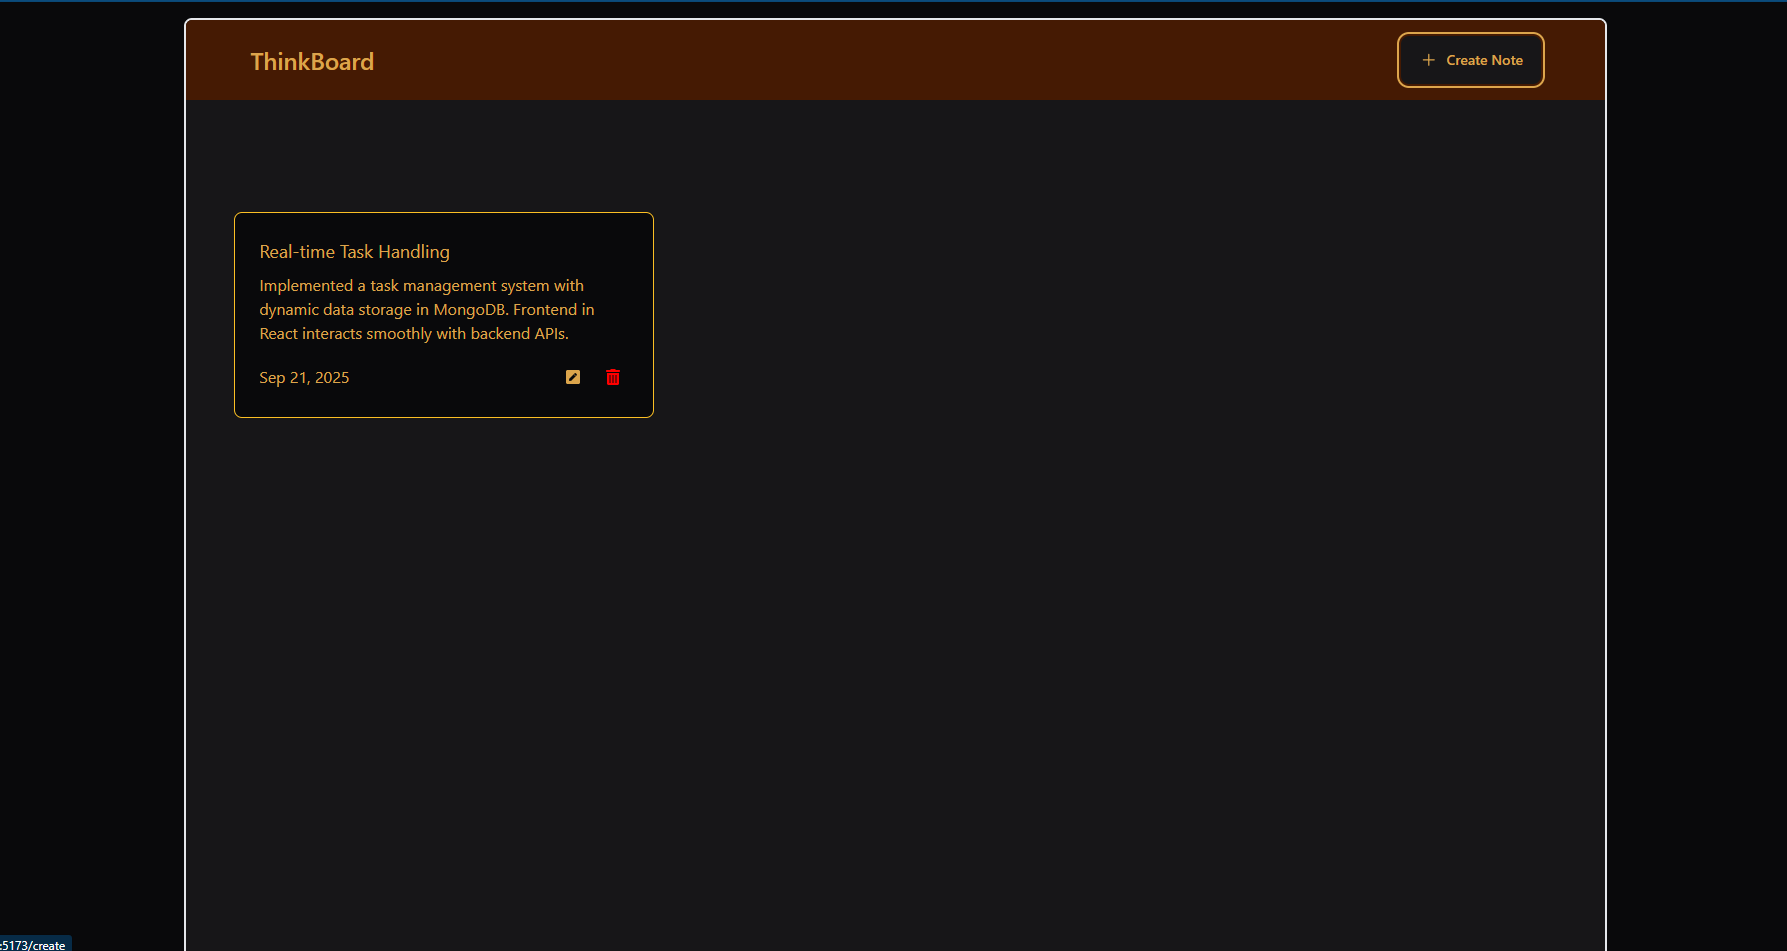 ThinkBoard
+ Create Note
Real-time Task Handling
Implemented a task management system with
dynamic data storage in MongoDB. Frontend in
React interacts smoothly with backend APIs.
Sep 21, 2025
:5173/create